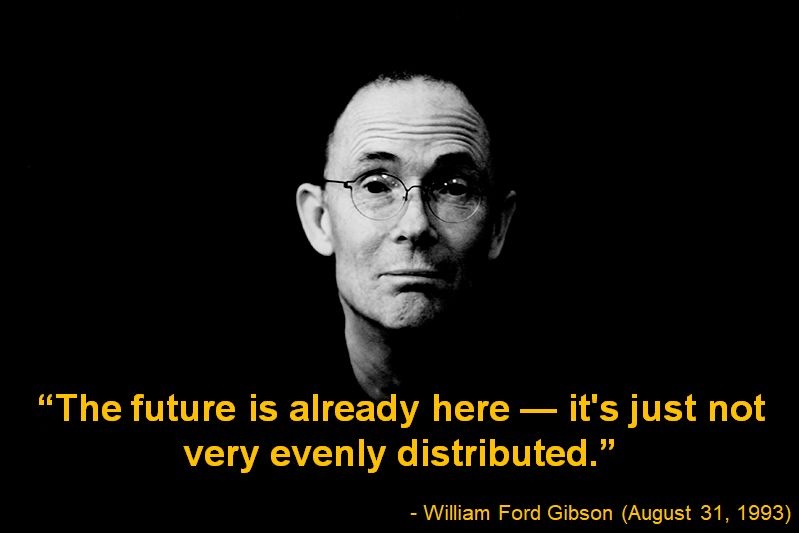 “The future is already here — it's just not
very evenly distributed.”
- William Ford Gibson (August 31, 1993)